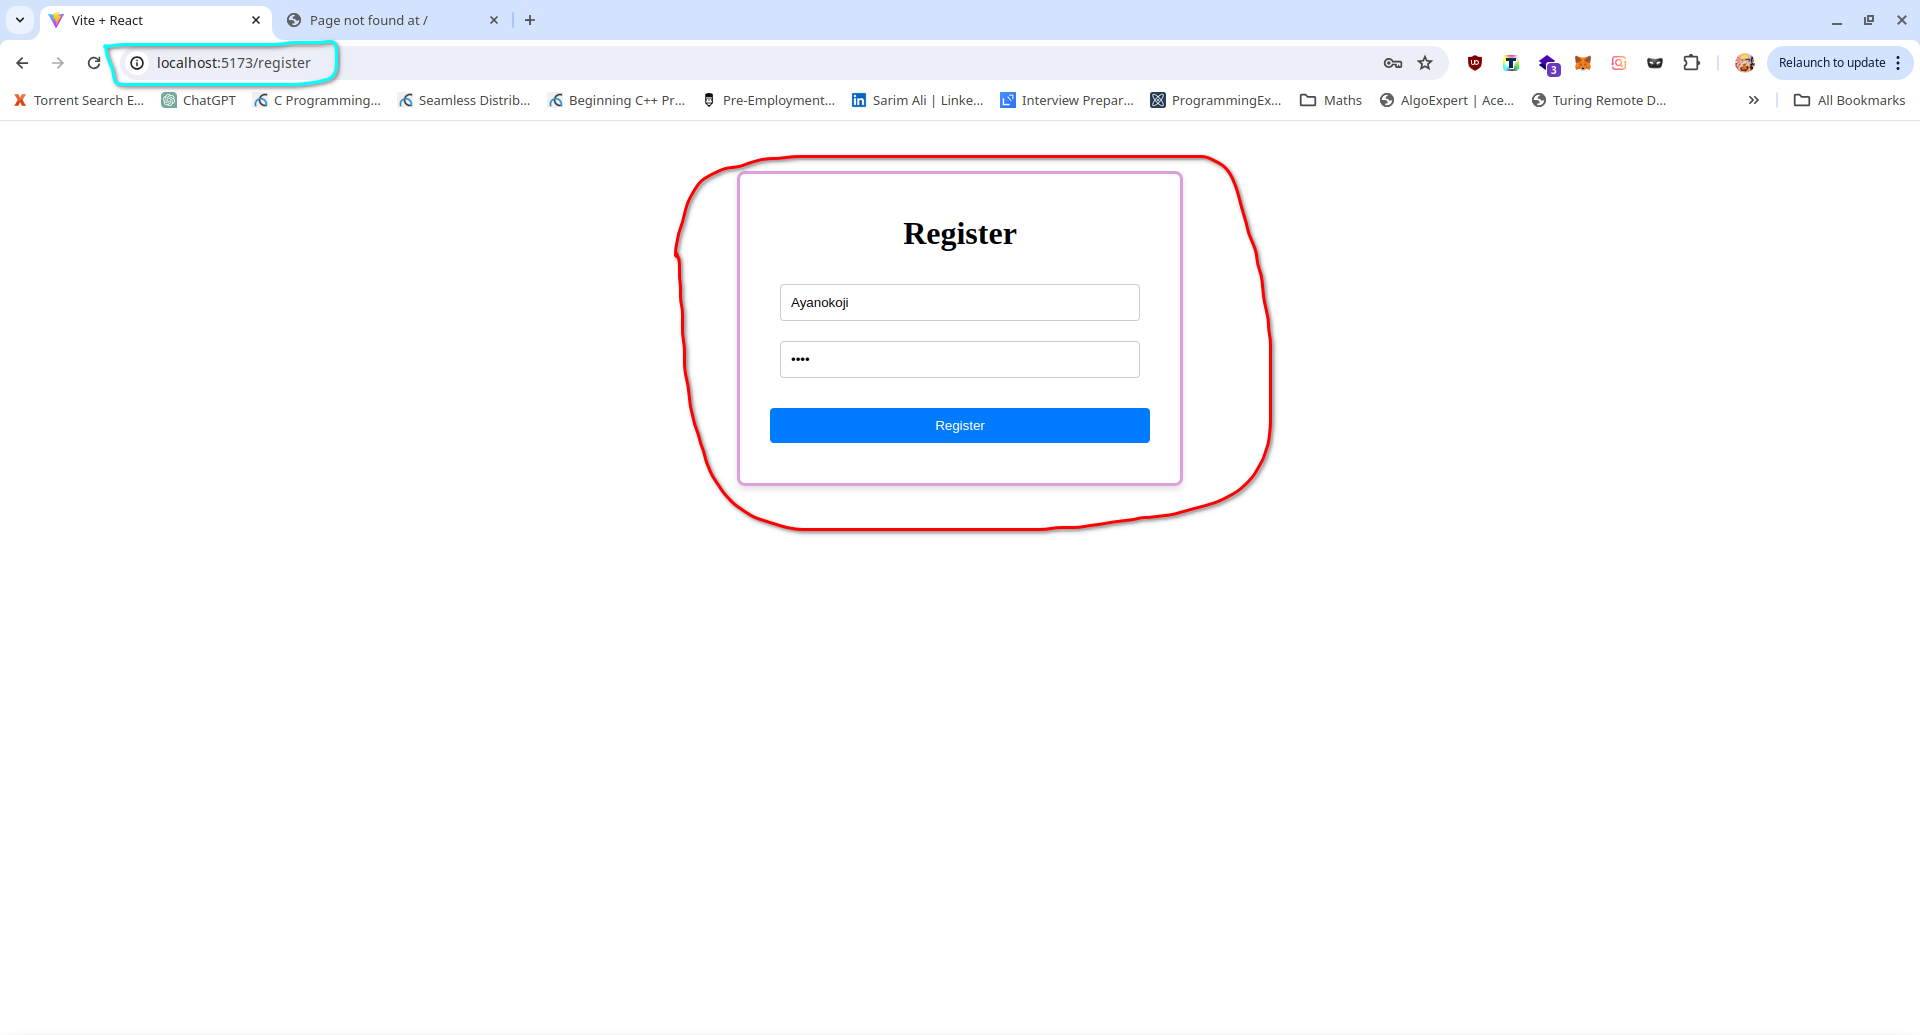 Vite + React
Page not found at /
localhost:5173/register
3
Relaunch to update
Torrent Search E...
ChatGPT
C Programming...
Seamless Distrib...
Beginning C++ Pr...
Pre-Employment...
Sarim Ali | Linke...
Interview Prepar...
ProgrammingEx...
Maths
AlgoExpert | Ace...
Turing Remote D...
All Bookmarks
Register
Ayanokoji
••••
Register